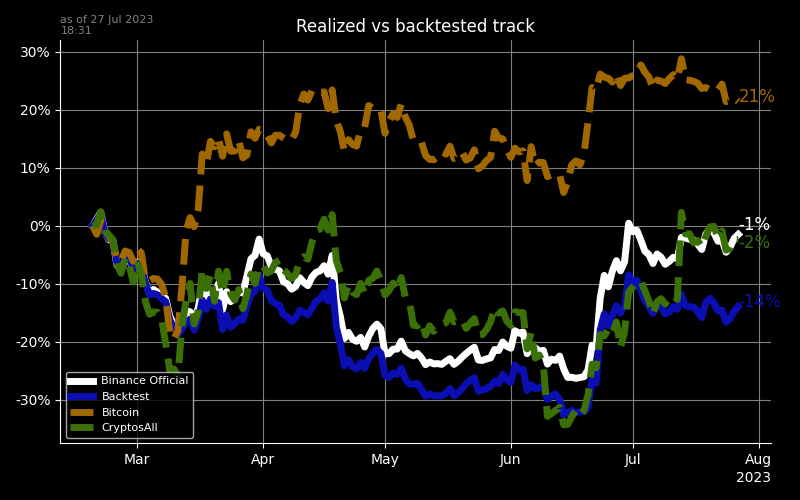 as of 27 Jul 2023
18:31
Realized vs backtested track
30%
20%
10%
0%
-10%
-20%
-30%
21%
-1%
-2%
-14%
Binance Official
Backtest
Bitcoin
CryptosAll
Mar
Apr
May
Jun
Jul
Aug
2023